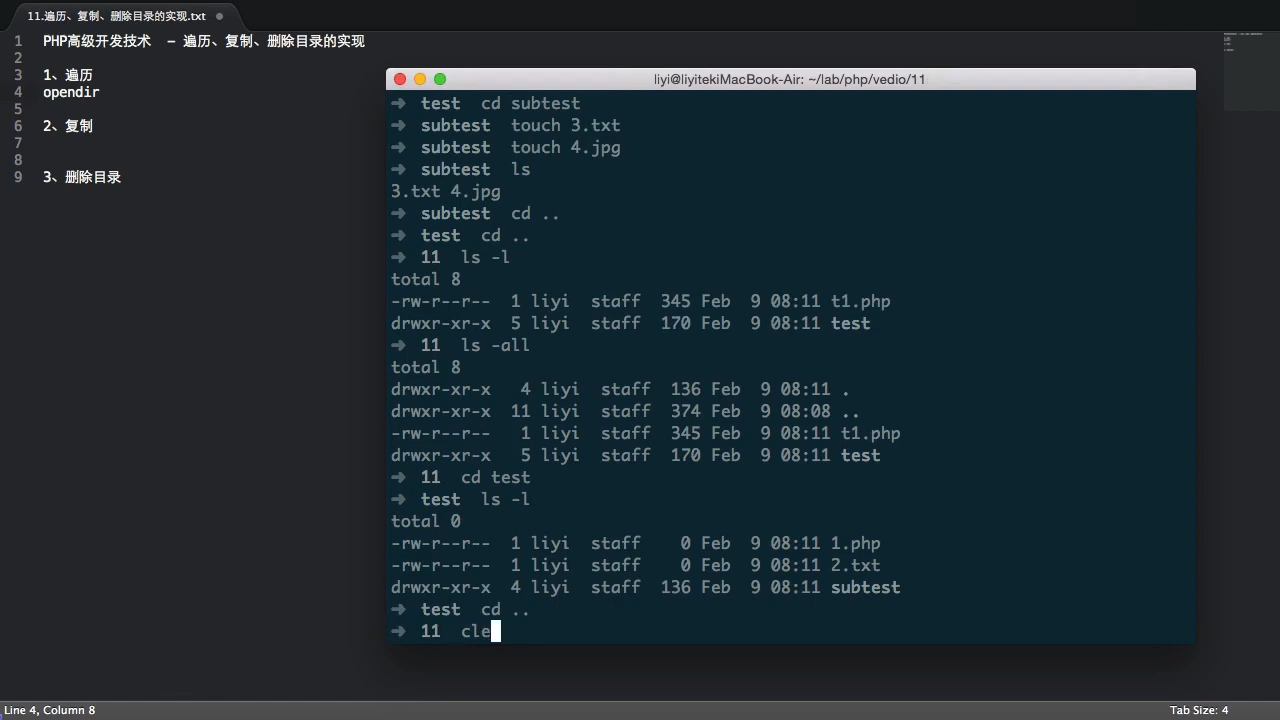 11.遍历、复制、删除目录的实现.txt
1 PHP高级开发技术 - 遍历、复制、删除目录的实现
2
3 1、遍历
4 opendir
5
6 2、复制
7
8
9 3、删除目录
liyi@liyitekiMacBook-Air: ~/lab/php/vedio/11
➜ test cd subtest
➜ subtest touch 3.txt
➜ subtest touch 4.jpg
➜ subtest ls
3.txt 4.jpg
➜ subtest cd ..
➜ test cd ..
➜ 11 ls -l
total 8
-rw-r--r-- 1 liyi staff 345 Feb 9 08:11 t1.php
drwxr-xr-x 5 liyi staff 170 Feb 9 08:11 test
➜ 11 ls -all
total 8
drwxr-xr-x 4 liyi staff 136 Feb 9 08:11 .
drwxr-xr-x 11 liyi staff 374 Feb 9 08:08 ..
-rw-r--r-- 1 liyi staff 345 Feb 9 08:11 t1.php
drwxr-xr-x 5 liyi staff 170 Feb 9 08:11 test
➜ 11 cd test
➜ test ls -l
total 0
-rw-r--r-- 1 liyi staff 0 Feb 9 08:11 1.php
-rw-r--r-- 1 liyi staff 0 Feb 9 08:11 2.txt
drwxr-xr-x 4 liyi staff 136 Feb 9 08:11 subtest
➜ test cd ..
➜ 11 cle
Line 4, Column 8
Tab Size: 4